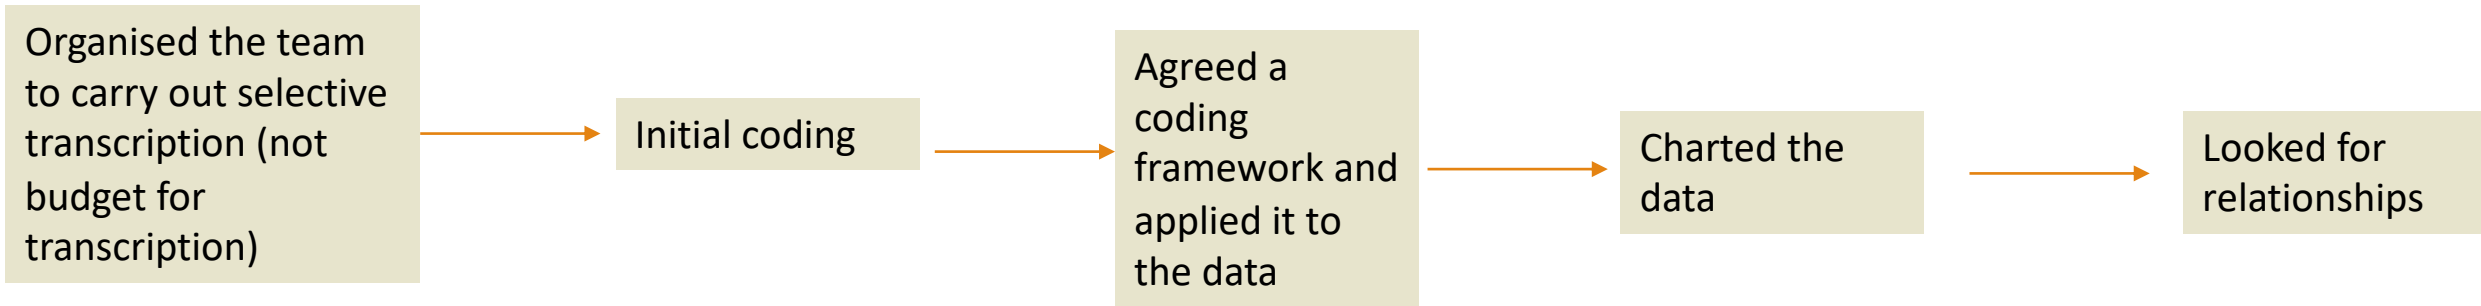 Organised the team
to carry out selective
transcription (not
budget for
transcription)
Initial coding
Agreed a
coding
framework and
applied it to
the data
Charted the
data
Looked for
relationships